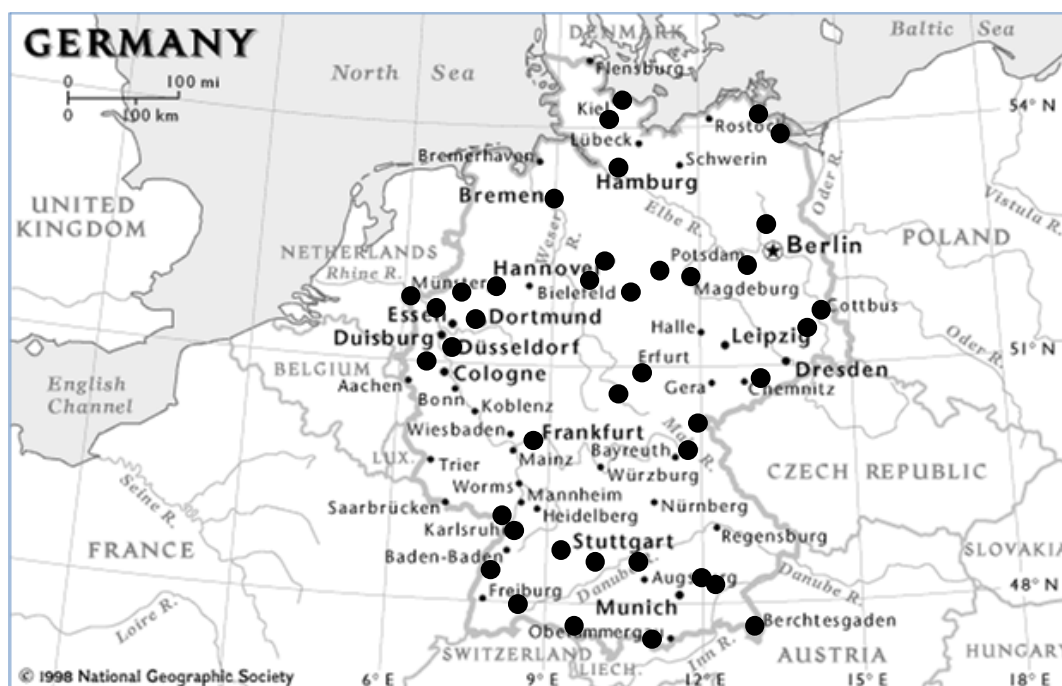 GERMANY
0 100 mi
0 100 km
North Sea
DENMARK
Baltic Sea
Flensburg
Kiel
54° N
Rostock
Lübeck
Bremerhaven
Schwerin
Hamburg
Bremen
UNITED
KINGDOM
Elbe R.
Oder R.
Vistula R.
Weser R.
NETHERLANDS
Rhine R.
Berlin
POLAND
Potsdam
Hannover
Münster
Bielefeld
Magdeburg
Cottbus
Essen
Dortmund
Duisburg
Halle
Leipzig
Oder R.
Düsseldorf
51° N
Erfurt
BELGIUM
Cologne
Dresden
English
Channel
Aachen
Gera
Chemnitz
Bonn
Koblenz
Wiesbaden
Frankfurt
Main R.
Bayreuth
Mainz
LUX.
Trier
Würzburg
CZECH REPUBLIC
Seine R.
Worms
Mannheim
Saarbrücken
Nürnberg
Heidelberg
Karlsruhe
Regensburg
Stuttgart
FRANCE
SLOVAKIA
Baden-Baden
Danube R.
Augsburg
Danube R.
Freiburg
48° N
Munich
Loire R.
Berchtesgaden
Oberammergau
SWITZERLAND
LIECH.
Inn R.
AUSTRIA
HUNGARY
© 1998 National Geographic Society
6° E
9° E
12° E
15° E
18° E